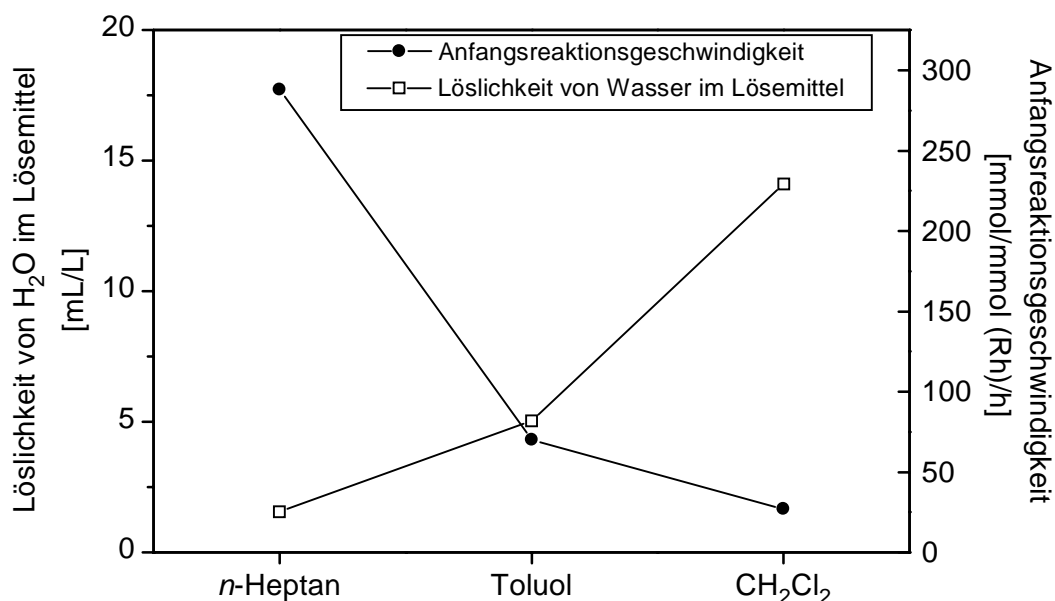 Anfangsreaktionsgeschwindigkeit
Löslichkeit von Wasser im Lösemittel
Löslichkeit von H₂O im Lösemittel
[mL/L]
20
15
10
5
0
300
250
200
150
100
50
0
Anfangsreaktionsgeschwindigkeit
[mmol/mmol (Rh)/h]
n-Heptan
Toluol
CH₂Cl₂